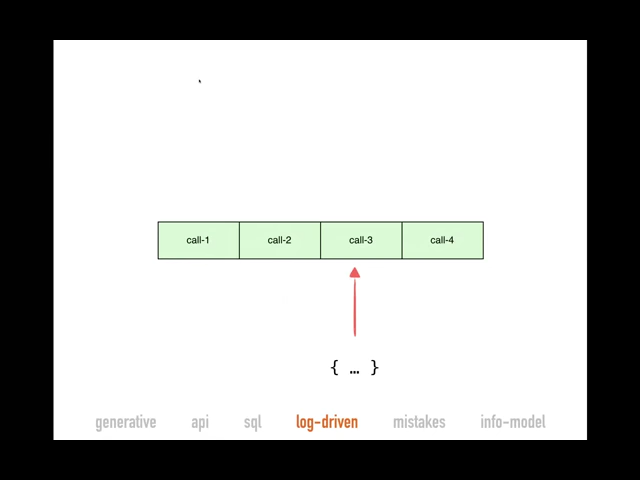 call-1 call-2 call-3 call-4
{ … }
generative api sql log-driven mistakes info-model